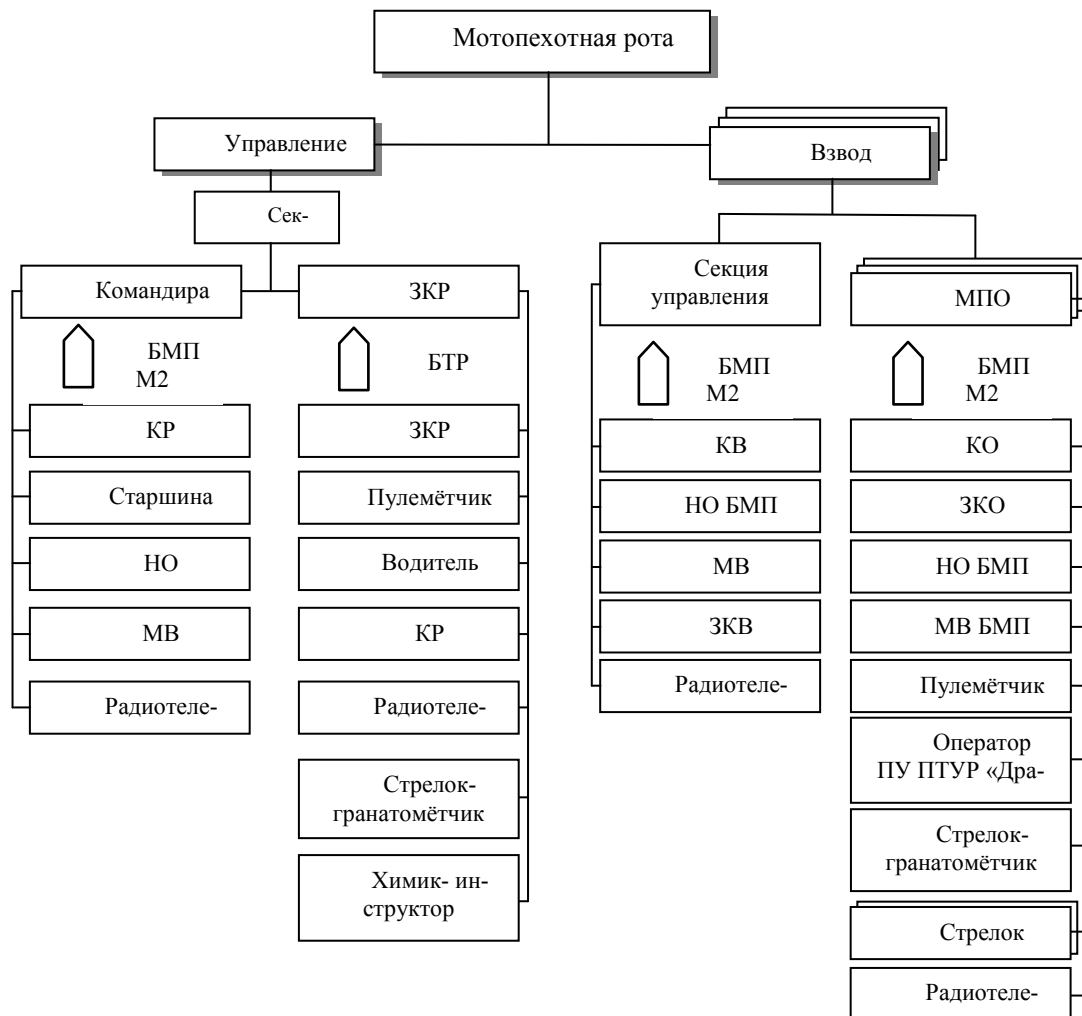 Мотопехотная рота
Управление
Взвод
Сек-
Командира
ЗКР
Секция
управления
МПО
БМП
М2
БТР
БМП
М2
БМП
М2
КР
Старшина
НО
МВ
Радиотеле-
ЗКР
Пулемётчик
Водитель
КР
Радиотеле-
Стрелок-
гранатомётчик
Химик- ин-
структор
КВ
НО БМП
МВ
ЗКВ
Радиотеле-
КО
ЗКО
НО БМП
МВ БМП
Пулемётчик
Оператор
ПУ ПТУР «Дра-
Стрелок-
гранатомётчик
Стрелок
Радиотеле-